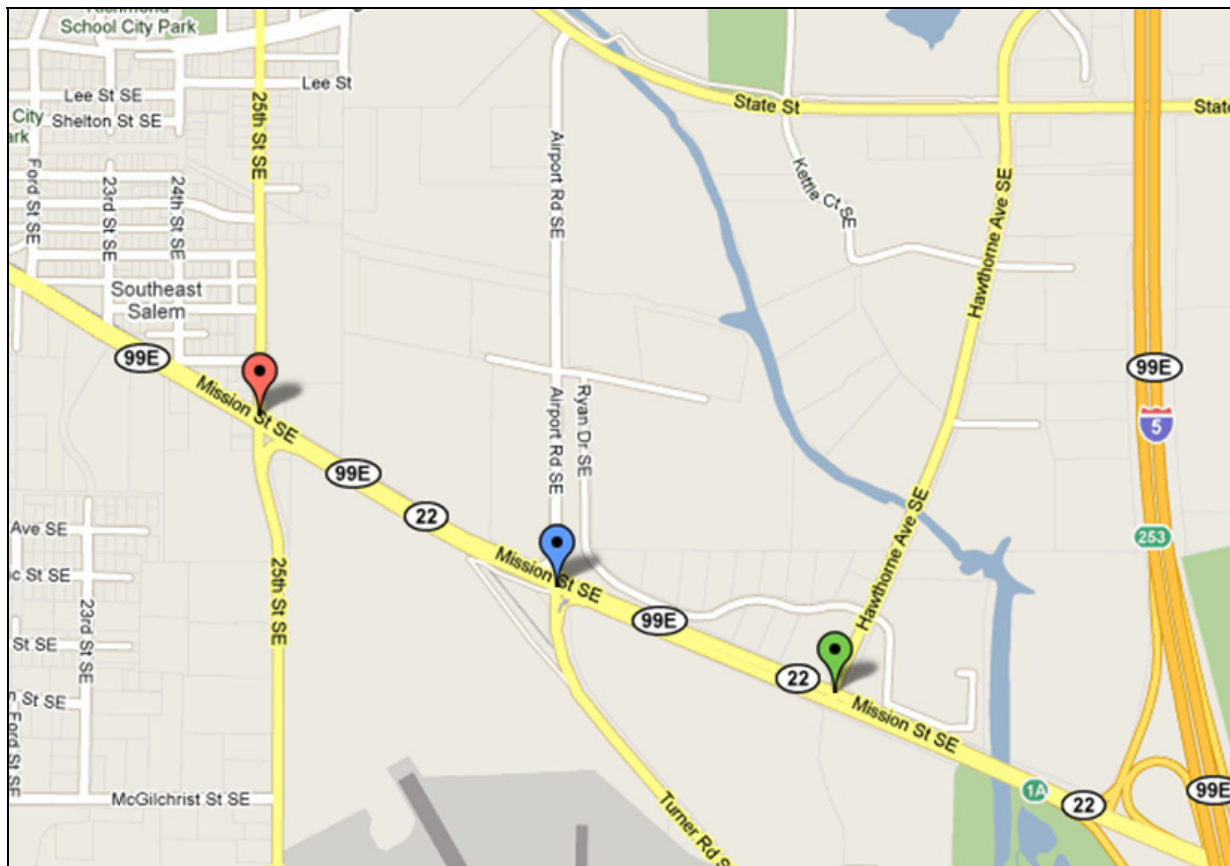 Richmond
School City Park
Lee St
Lee St SE
Shelton St SE
City
ark
Ford St SE
23rd St SE
24th St SE
25th St SE
Southeast
Salem
99E
Mission St SE
99E
22
Airport Rd SE
Airport Rd SE
Ryan Dr SE
Mission St SE
99E
22
Mission St SE
State St
State
Kettle Ct SE
Hawthorne Ave SE
Hawthorne Ave SE
99E
5
253
1A
22
99E
25th St SE
Ave SE
c St SE
23rd St SE
St SE
St SE
Ford St SE
McGilchrist St SE
Turner Rd S